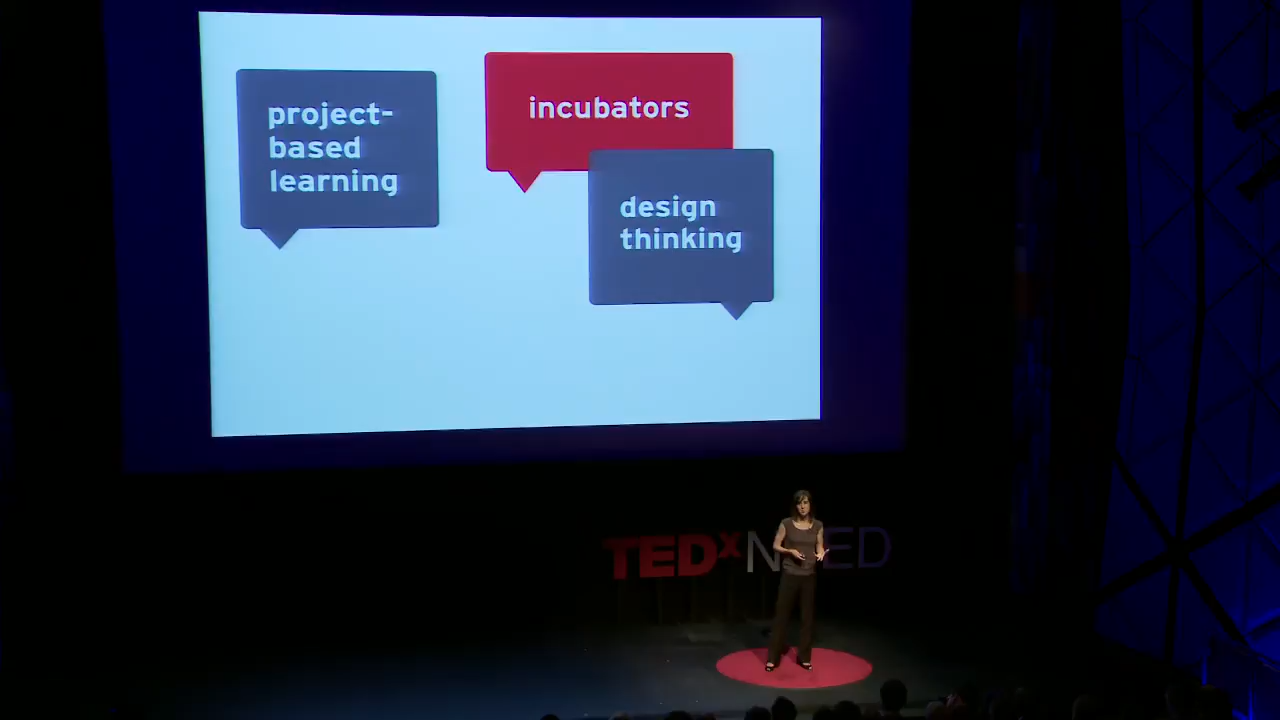 project-
based
learning
incubators
design
thinking
TEDx